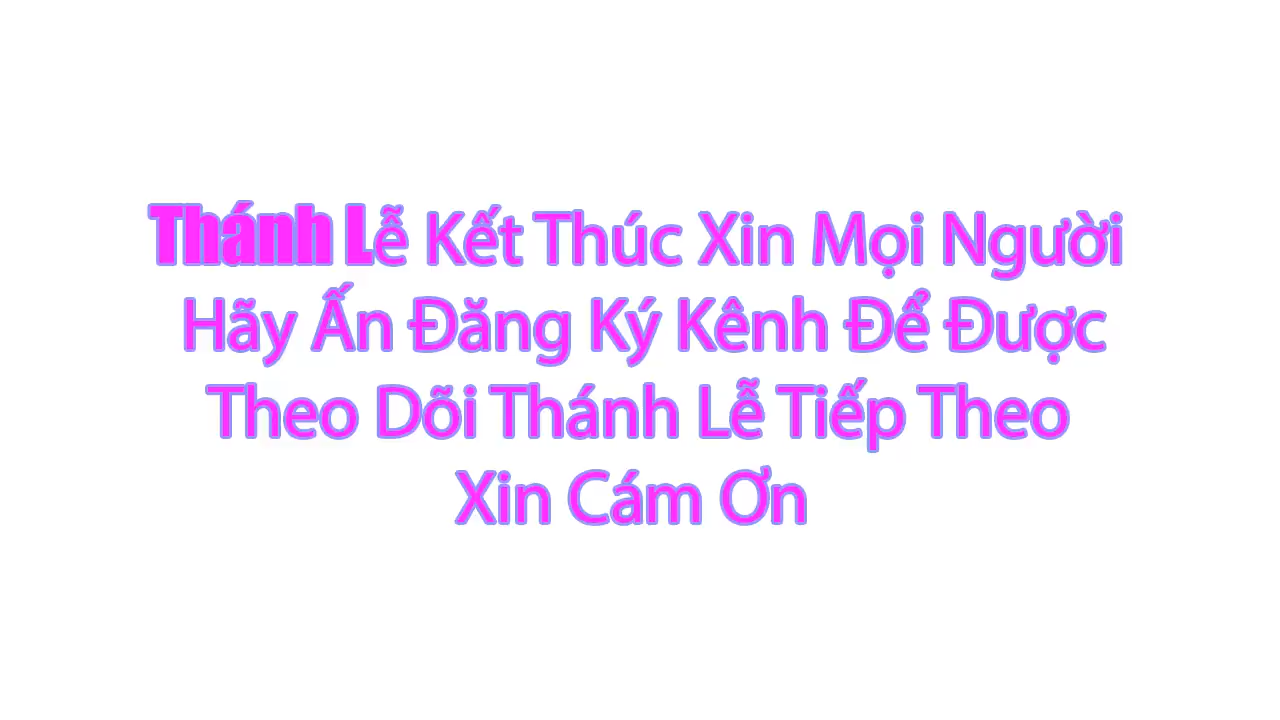 Thánh Lễ Kết Thúc Xin Mọi Người
Hãy Ấn Đăng Ký Kênh Để Được
Theo Dõi Thánh Lễ Tiếp Theo
Xin Cám Ơn